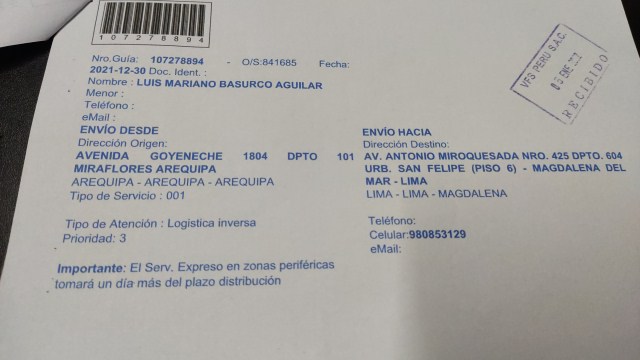 107278894
Nro.Guía: 107278894 - O/S:841685 Fecha:
2021-12-30 Doc. Ident. :
Nombre : LUIS MARIANO BASURCO AGUILAR
Menor :
Teléfono :
eMail :
ENVÍO DESDE
Dirección Origen:
AVENIDA GOYENECHE 1804 DPTO 101
MIRAFLORES AREQUIPA
AREQUIPA - AREQUIPA - AREQUIPA
Tipo de Servicio : 001
Tipo de Atención : Logistica inversa
Prioridad: 3
Importante: El Serv. Expreso en zonas periféricas
tomará un día más del plazo distribución
ENVÍO HACIA
Dirección Destino:
AV. ANTONIO MIROQUESADA NRO. 425 DPTO. 604
URB. SAN FELIPE (PISO 6) - MAGDALENA DEL
MAR - LIMA
LIMA - LIMA - MAGDALENA
Teléfono:
Celular:980853129
eMail:
VFS PERU S.A.C.
ENE
RECIBIDO